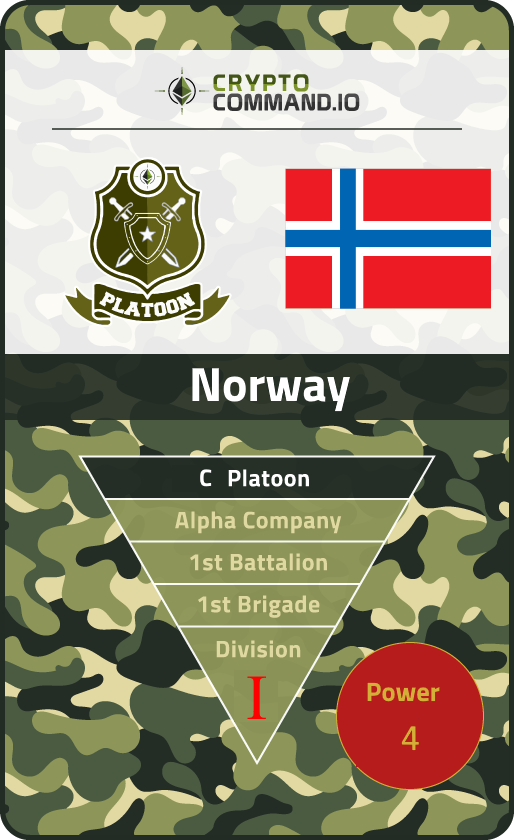 CRYPTO
COMMAND.IO
PLATOON
Norway
C Platoon
Alpha Company
1st Battalion
1st Brigade
Division
I
Power
4